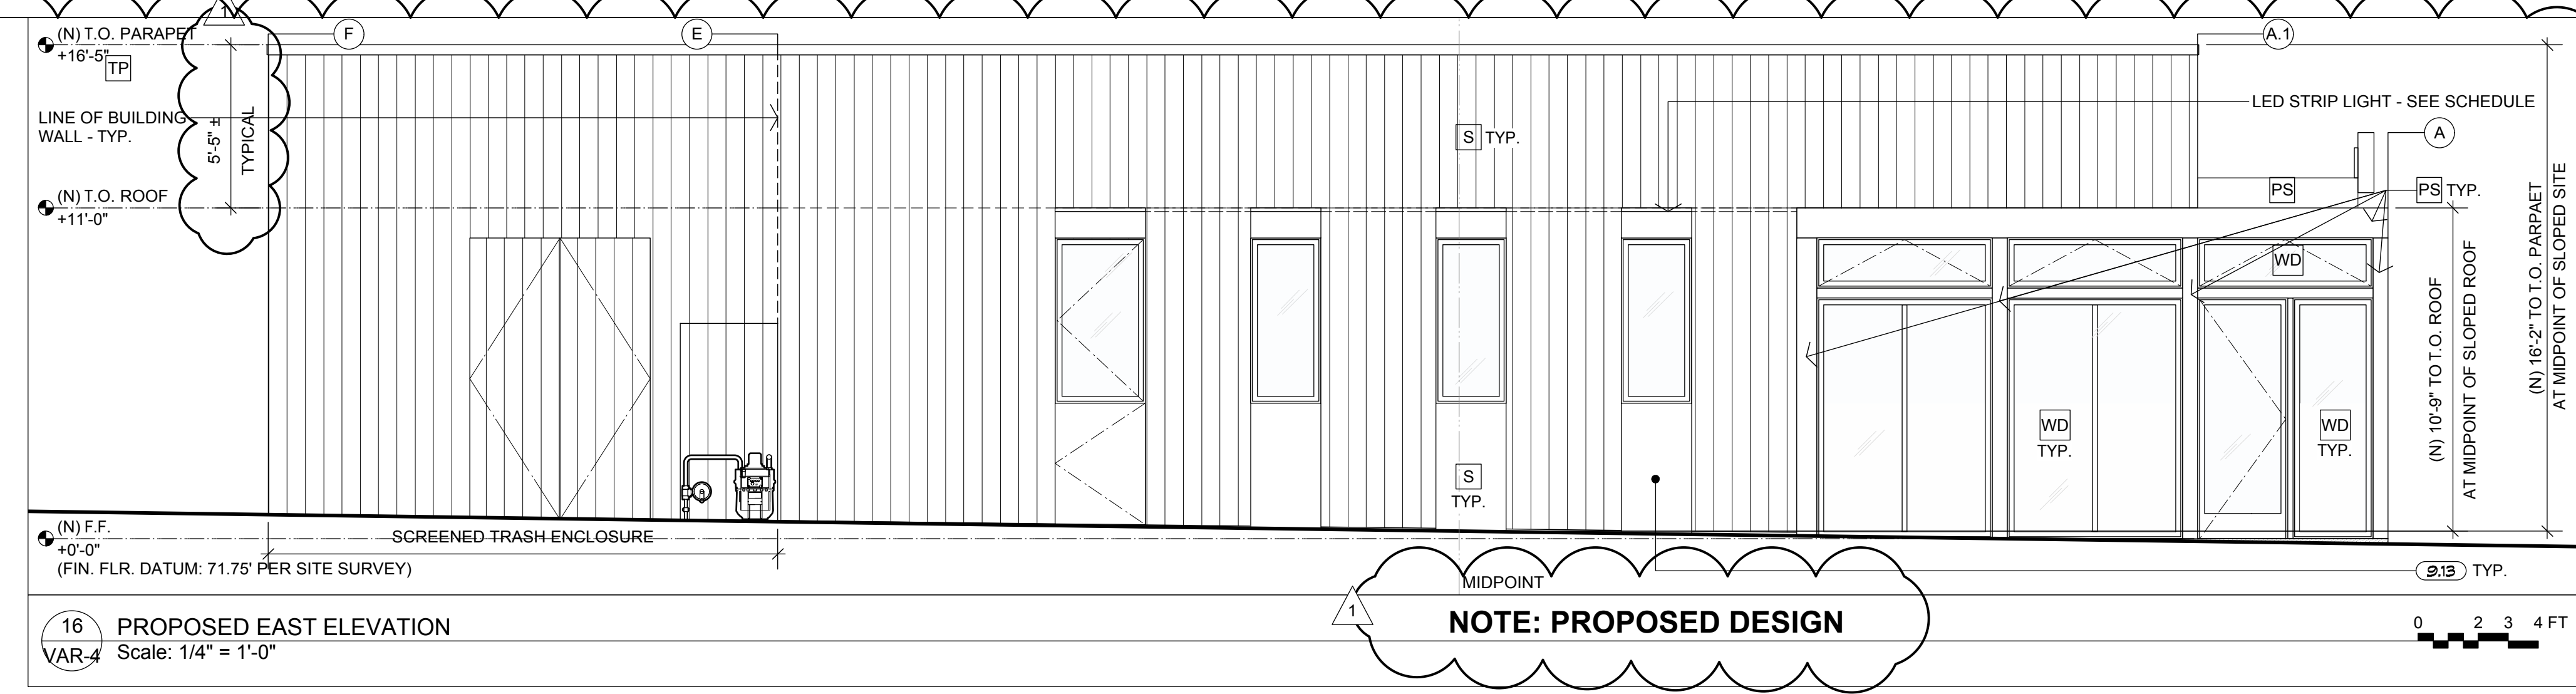 1
(N) T.O. PARAPET
+16'-5"
TP
F
E
A.1
LINE OF BUILDING
WALL - TYP.
5'-5" ±
TYPICAL
S TYP.
LED STRIP LIGHT - SEE SCHEDULE
A
PS
PS TYP.
(N) T.O. ROOF
+11'-0"
WD
WD
TYP.
WD
TYP.
S
TYP.
(N) 10'-9" TO T.O. ROOF
AT MIDPOINT OF SLOPED ROOF
(N) 16'-2" TO T.O. PARPAET
AT MIDPOINT OF SLOPED SITE
(N) F.F.
+0'-0"
(FIN. FLR. DATUM: 71.75' PER SITE SURVEY)
SCREENED TRASH ENCLOSURE
MIDPOINT
9.13 TYP.
1
NOTE: PROPOSED DESIGN
16
VAR-4
PROPOSED EAST ELEVATION
Scale: 1/4" = 1'-0"
0 2 3 4 FT